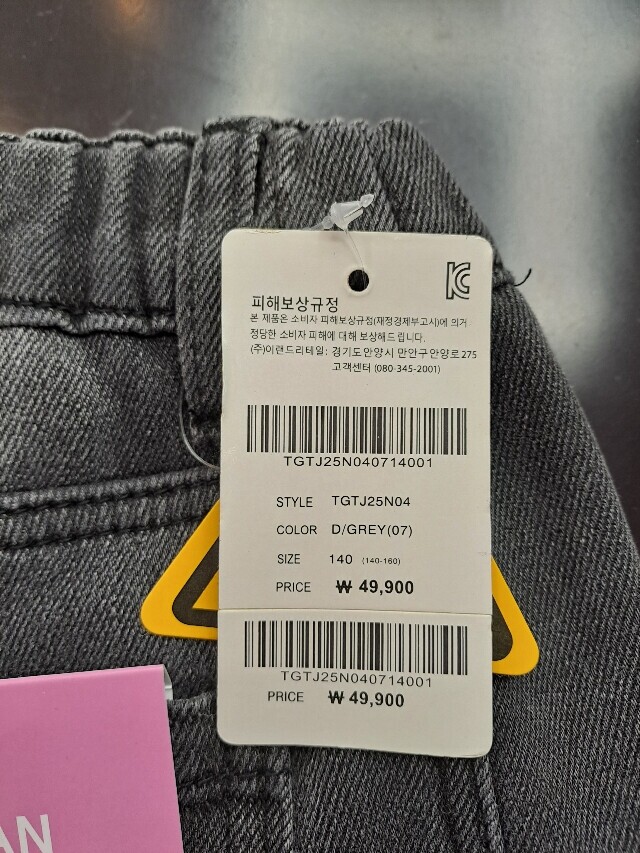 피해보상규정
본 제품은 소비자 피해보상규정(재정경제부고시)에 의거
정당한 소비자 피해에 대해 보상해드립니다.
(주)이랜드리테일: 경기도안양시 만안구안양로275
고객센터 (080-345-2001)
TGTJ25N040714001
STYLE TGTJ25N04
COLOR D/GREY(07)
SIZE 140 (140-160)
PRICE ₩ 49,900
TGTJ25N040714001
PRICE ₩ 49,900
AN